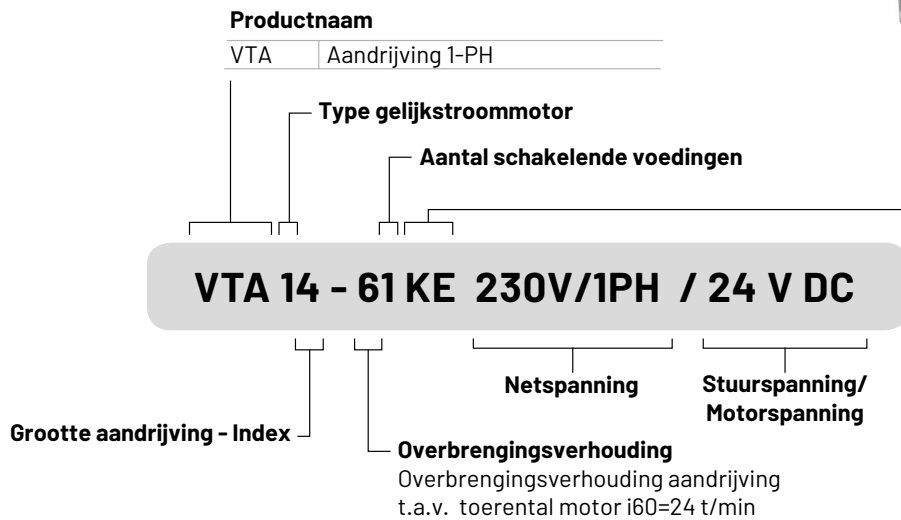 Productnaam
VTA Aandrijving 1-PH
Type gelijkstroommotor
Aantal schakelende voedingen
VTA 14 - 61 KE 230V/1PH / 24 V DC
Netspanning
Stuurspanning/
Motorspanning
Grootte aandrijving - Index
Overbrengingsverhouding
Overbrengingsverhouding aandrijving
t.a.v. toerental motor i60=24 t/min